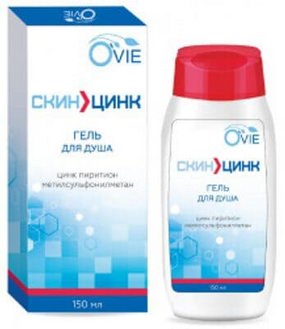 OVIE
СКИН ЦИНК
ГЕЛЬ
ДЛЯ ДУША
цинк пиритион
метилсульфонилметан
150 мл
OVIE
СКИН ЦИНК
ГЕЛЬ
ДЛЯ ДУША
цинк пиритион
метилсульфонилметан
150 мл